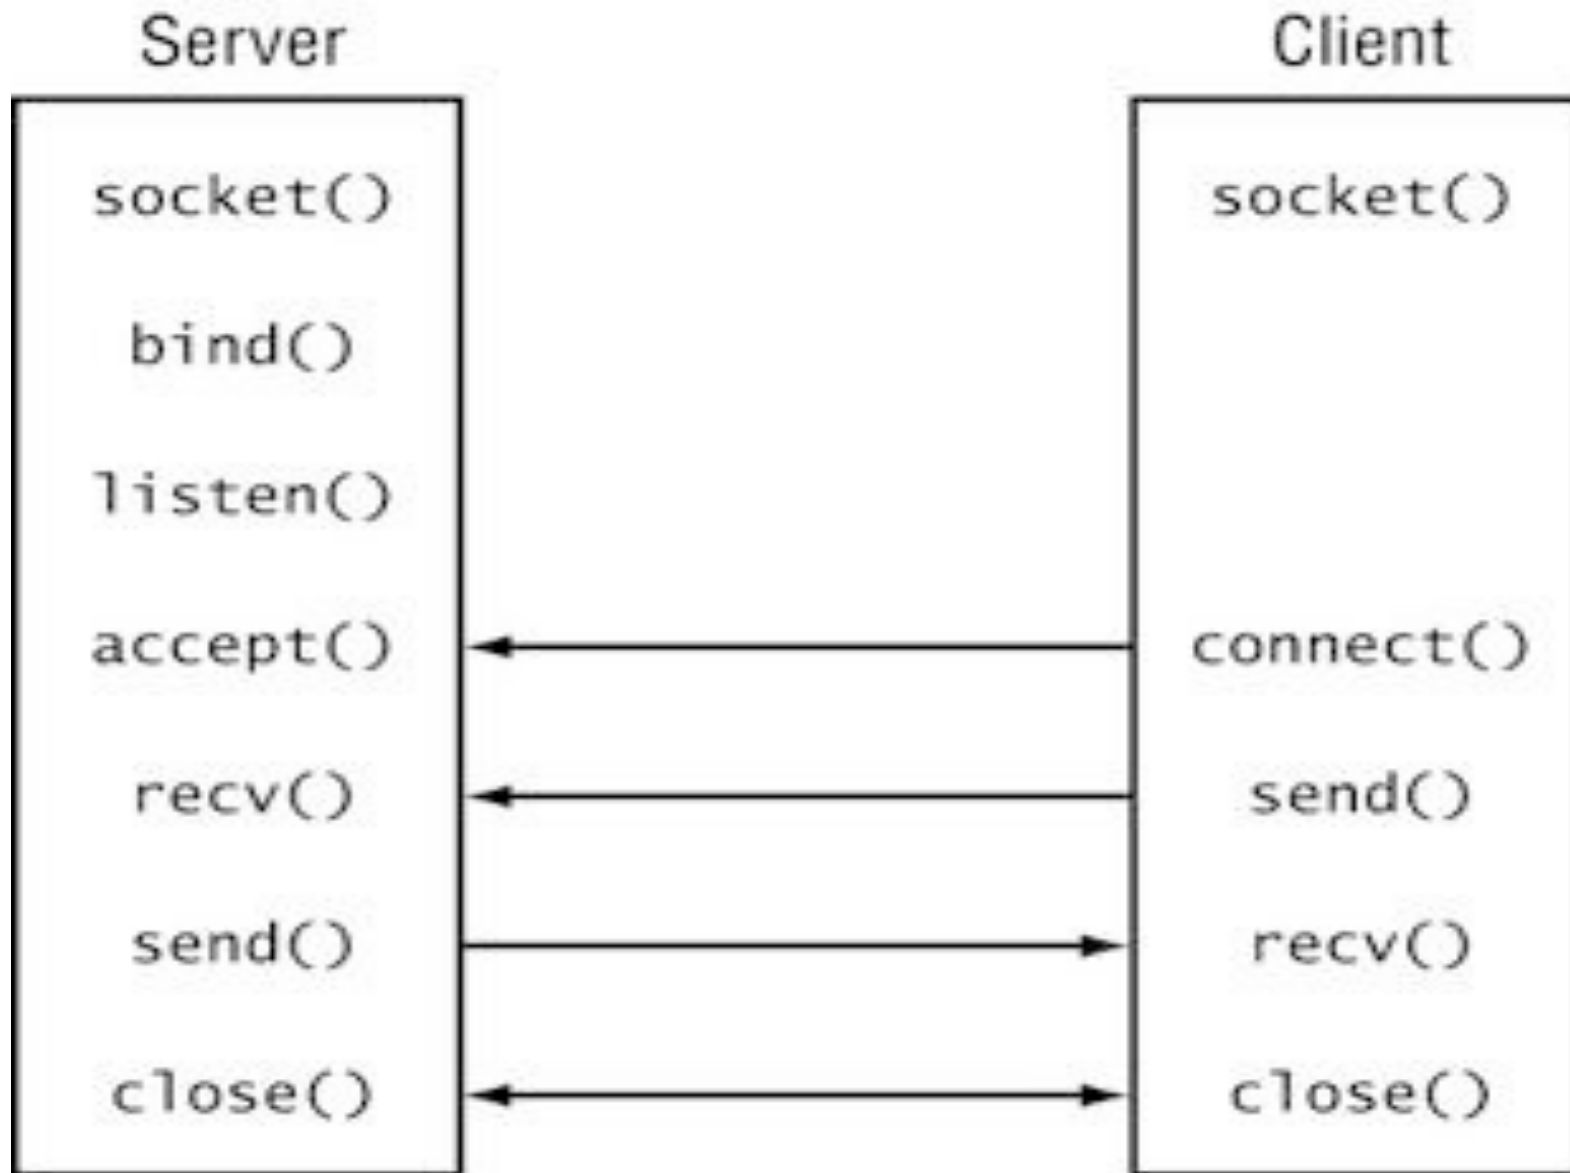 Server
Client
socket()
socket()
bind()
listen()
accept()
connect()
recv()
send()
send()
recv()
close()
close()